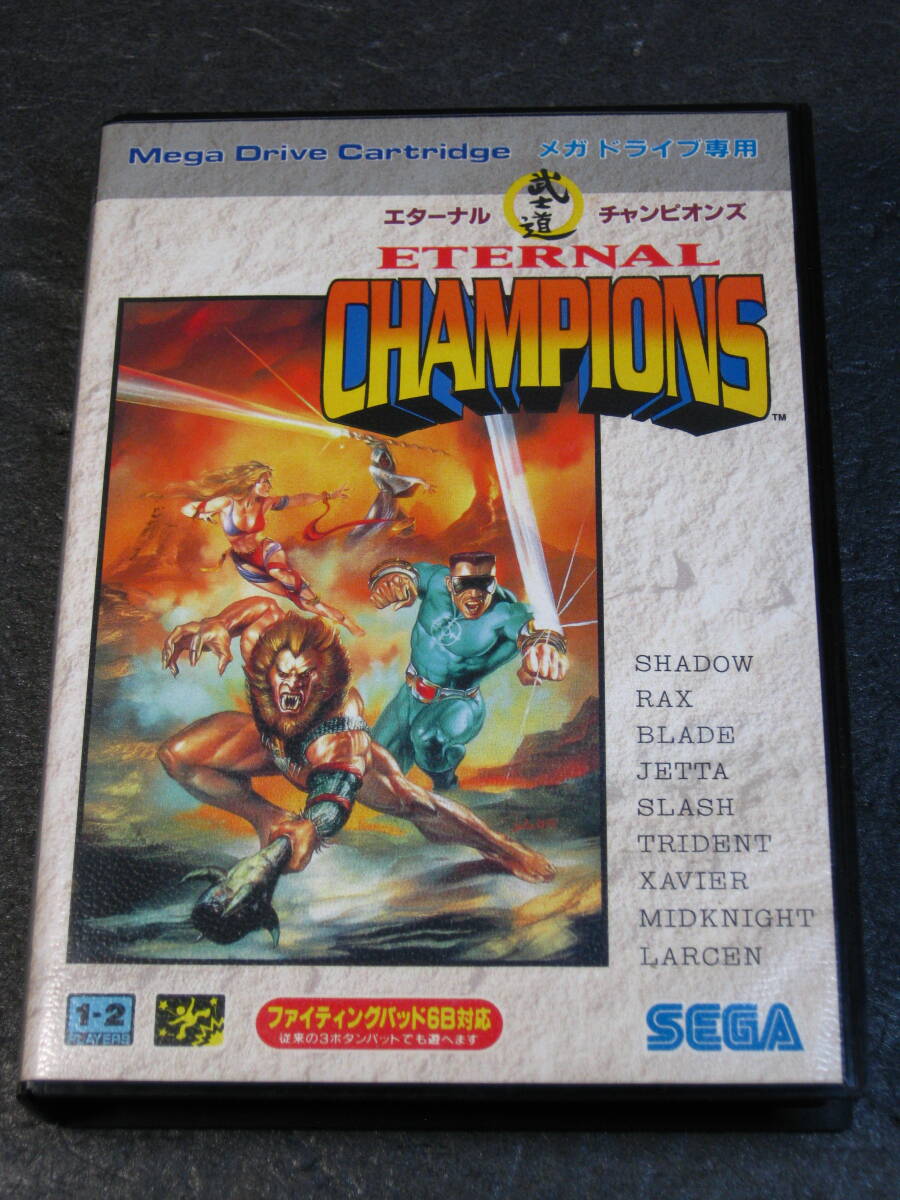 Mega Drive Cartridge メガドライブ専用
武士道
エターナル チャンピオンズ
ETERNAL
CHAMPIONS
TM
SHADOW
RAX
BLADE
JETTA
SLASH
TRIDENT
XAVIER
MIDKNIGHT
LARCEN
1-2
PLAYERS
ファイティングパッド6B対応
従来の3ボタンパットでも遊べます
SEGA